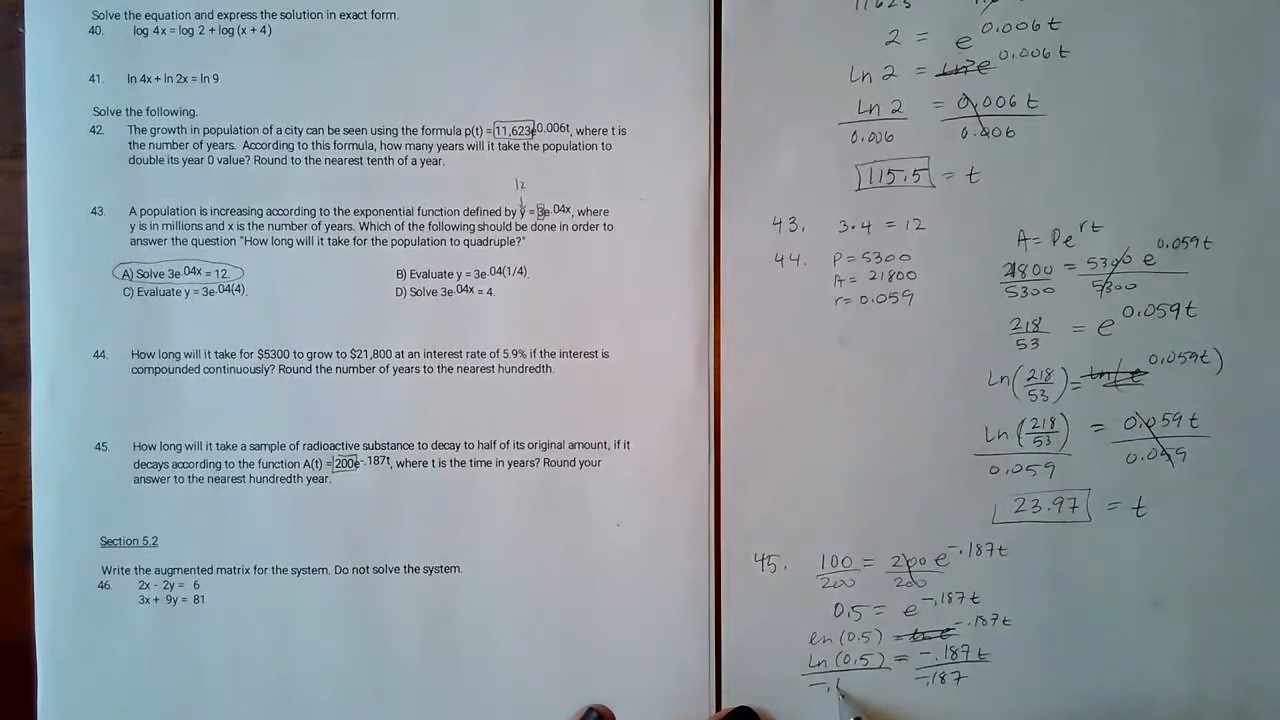 Solve the equation and express the solution in exact form.
40. log 4x = log 2 + log (x + 4)
41. ln 4x + ln 2x = ln 9
Solve the following.
42. The growth in population of a city can be seen using the formula p(t) = 11,623e0.006t, where t is
the number of years. According to this formula, how many years will it take the population to
double its year 0 value? Round to the nearest tenth of a year.
12
43. A population is increasing according to the exponential function defined by y = 3e.04x, where
y is in millions and x is the number of years. Which of the following should be done in order to
answer the question "How long will it take for the population to quadruple?"
A) Solve 3e.04x = 12. B) Evaluate y = 3e.04(1/4).
C) Evaluate y = 3e.04(4). D) Solve 3e.04x = 4.
44. How long will it take for $5300 to grow to $21,800 at an interest rate of 5.9% if the interest is
compounded continuously? Round the number of years to the nearest hundredth.
45. How long will it take a sample of radioactive substance to decay to half of its original amount, if it
decays according to the function A(t) = 200e-.187t, where t is the time in years? Round your
answer to the nearest hundredth year.
Section 5.2
Write the augmented matrix for the system. Do not solve the system.
46. 2x - 2y = 6
3x + 9y = 81
2 = e 0.006t
ln 2 = ln e 0.006t
ln 2 = 0.006t
0.006 0.006
115.5 = t
43. 3.4 = 12
44. P = 5300
A = 21800
r = 0.059
A = Pe rt
21800 = 5300 e 0.059t
5300 5300
218 = e 0.059t
53
ln(218/53) = ln(e 0.059t)
ln(218/53) = 0.059t
0.059 0.059
23.97 = t
45. 100 = 200 e -.187t
200 200
0.5 = e -.187t
ln(0.5) = ln e -.187t
ln(0.5) = -.187t
-.1 -.187